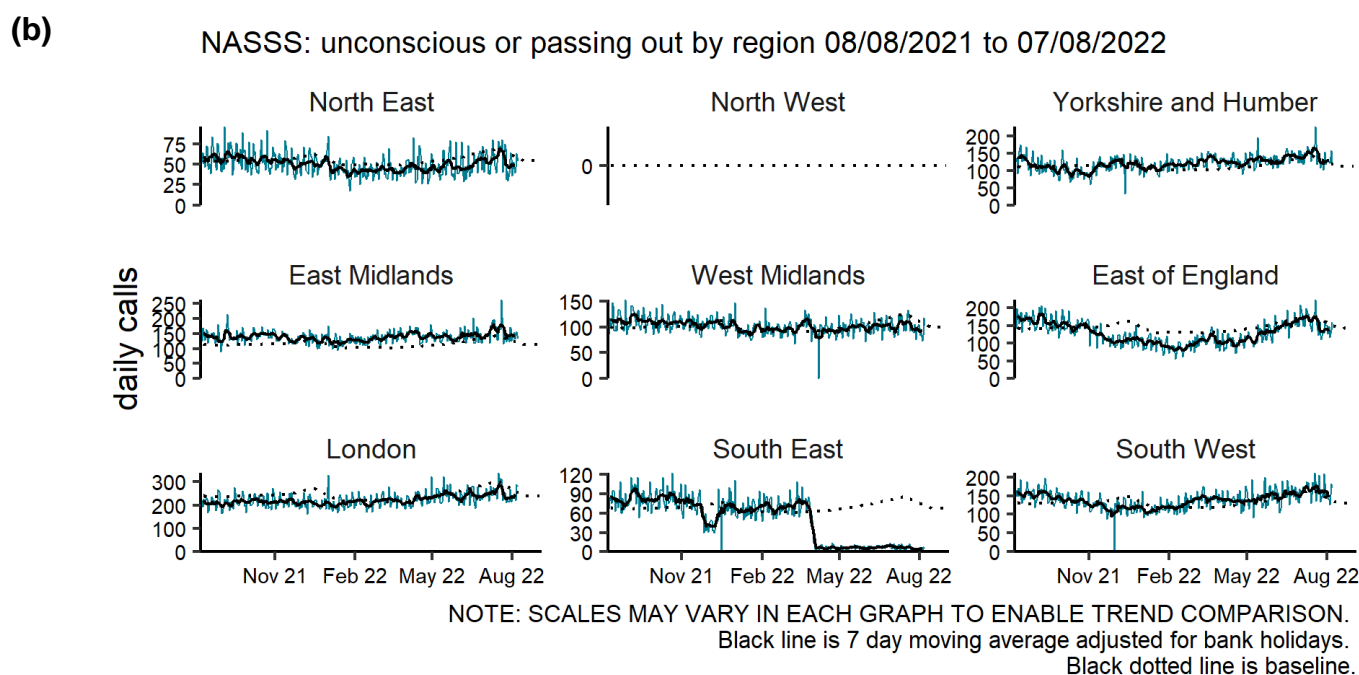 (b)
NASSS: unconscious or passing out by region 08/08/2021 to 07/08/2022
daily calls
North East
75
50
25
0
North West
0
Yorkshire and Humber
200
150
100
50
0
East Midlands
250
200
150
100
50
0
West Midlands
150
100
50
0
East of England
200
150
100
50
0
London
300
200
100
0
Nov 21 Feb 22 May 22 Aug 22
South East
120
90
60
30
0
Nov 21 Feb 22 May 22 Aug 22
South West
200
150
100
50
0
Nov 21 Feb 22 May 22 Aug 22
NOTE: SCALES MAY VARY IN EACH GRAPH TO ENABLE TREND COMPARISON.
Black line is 7 day moving average adjusted for bank holidays.
Black dotted line is baseline.